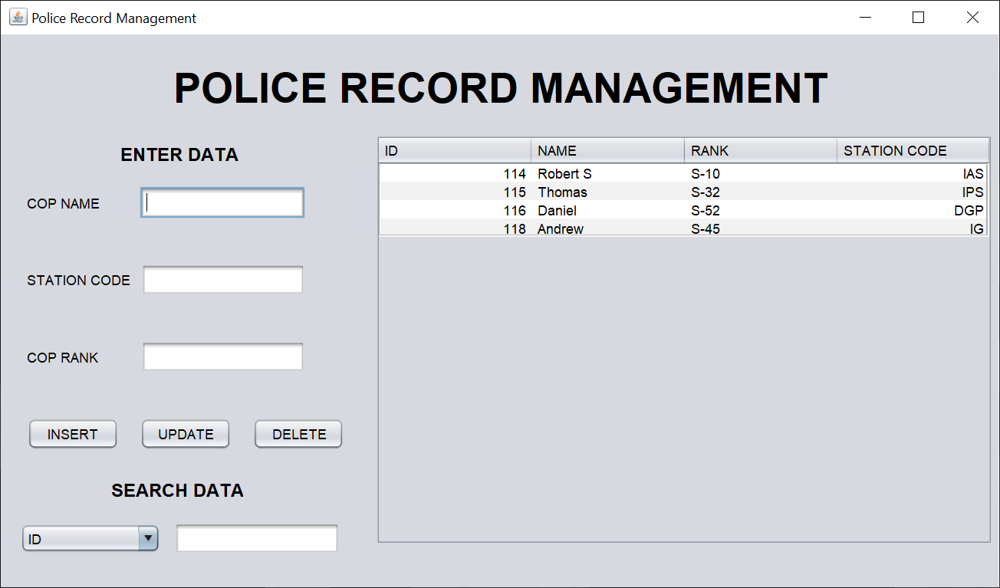 Police Record Management
POLICE RECORD MANAGEMENT
ENTER DATA
COP NAME
STATION CODE
COP RANK
INSERT UPDATE DELETE
SEARCH DATA
ID
ID NAME RANK STATION CODE
114 Robert S S-10 IAS
115 Thomas S-32 IPS
116 Daniel S-52 DGP
118 Andrew S-45 IG